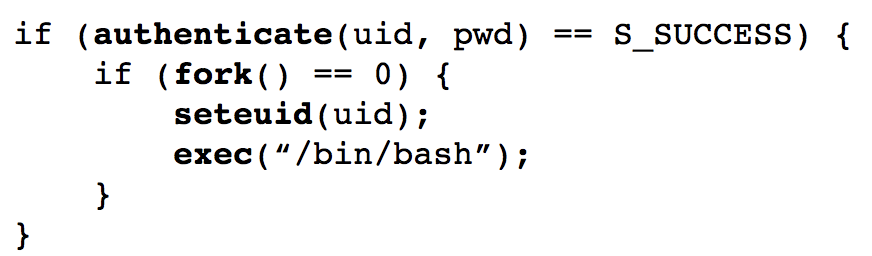 if (authenticate(uid, pwd) == S_SUCCESS) {
    if (fork() == 0) {
        seteuid(uid);
        exec(“/bin/bash”);
    }
}